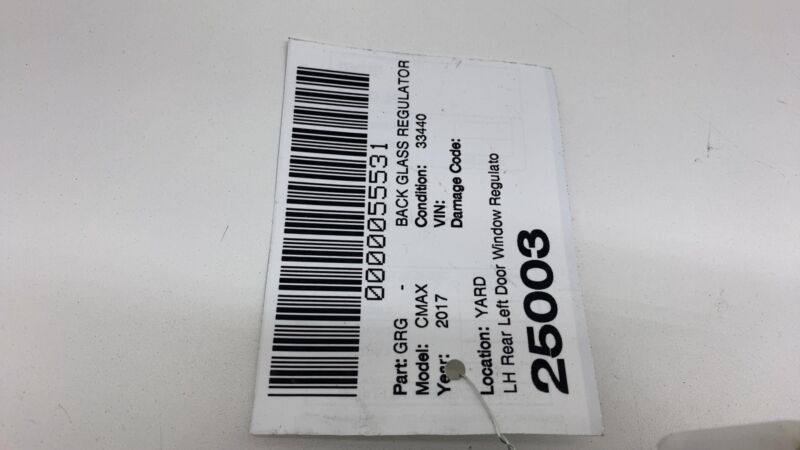 0000055531
Part: GRG - BACK GLASS REGULATOR
Model: CMAX Condition: 33440
Year: 2017 VIN:
Damage Code:
Location: YARD
LH Rear Left Door Window Regulato
25003